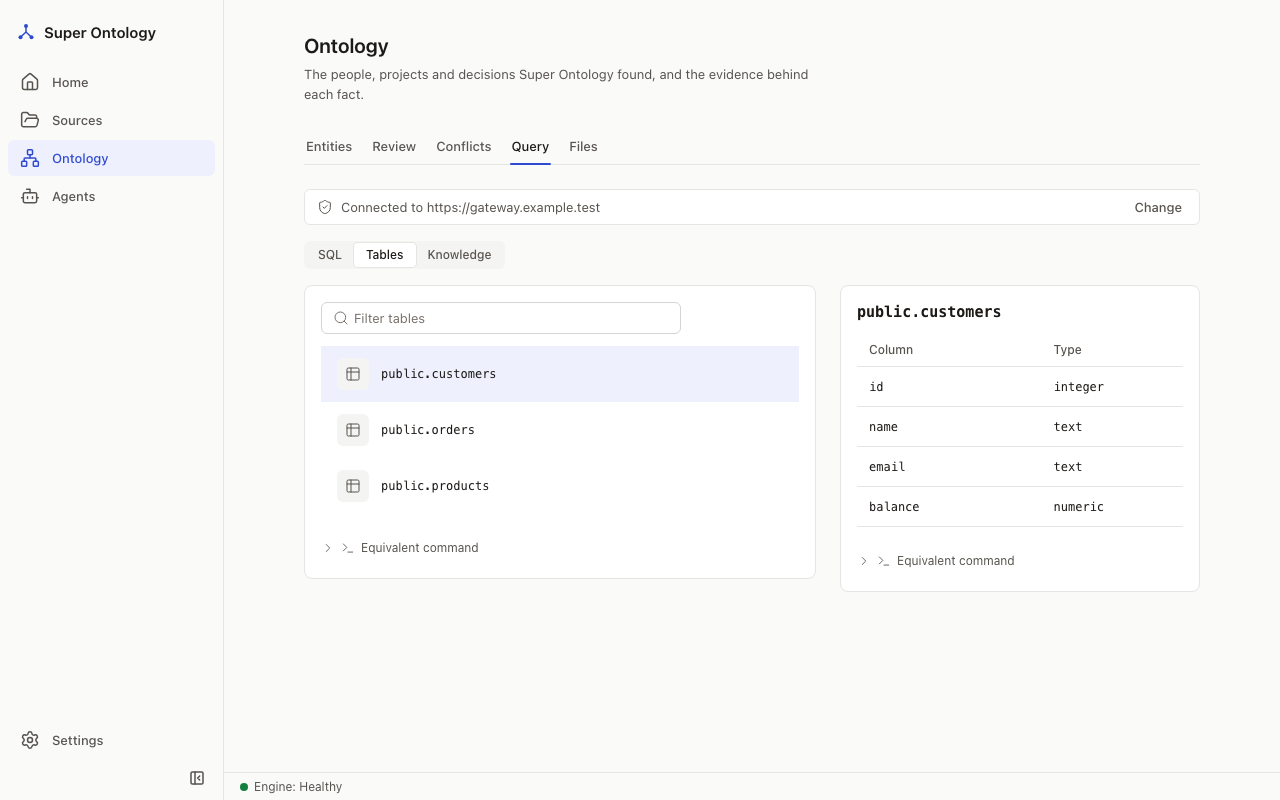 Super Ontology
Home
Sources
Ontology
Agents
Settings
Ontology
The people, projects and decisions Super Ontology found, and the evidence behind
each fact.
Entities Review Conflicts Query Files
Connected to https://gateway.example.test Change
SQL Tables Knowledge
Filter tables
public.customers
public.orders
public.products
Equivalent command
public.customers
Column Type
id integer
name text
email text
balance numeric
Equivalent command
Engine: Healthy